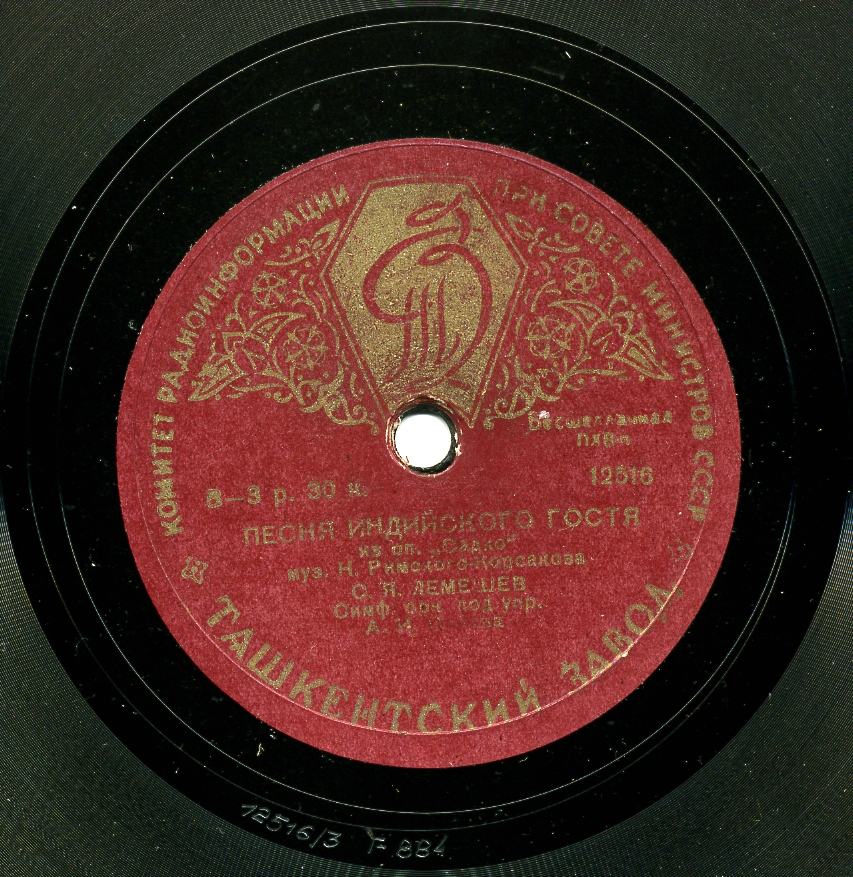 КОМИТЕТ РАДИОИНФОРМАЦИИ ПРИ СОВЕТЕ МИНИСТРОВ СССР
Бесшеллачная
12516
В—3 р. 30 к.
ПЕСНЯ ИНДИЙСКОГО ГОСТЯ
из оп. „Садко“
муз. Н. Римского-Корсакова
С. Я. ЛЕМЕШЕВ
Симф. орк. под упр.
А. И.
ТАШКЕНТСКИЙ ЗАВОД
12516/3 F 884